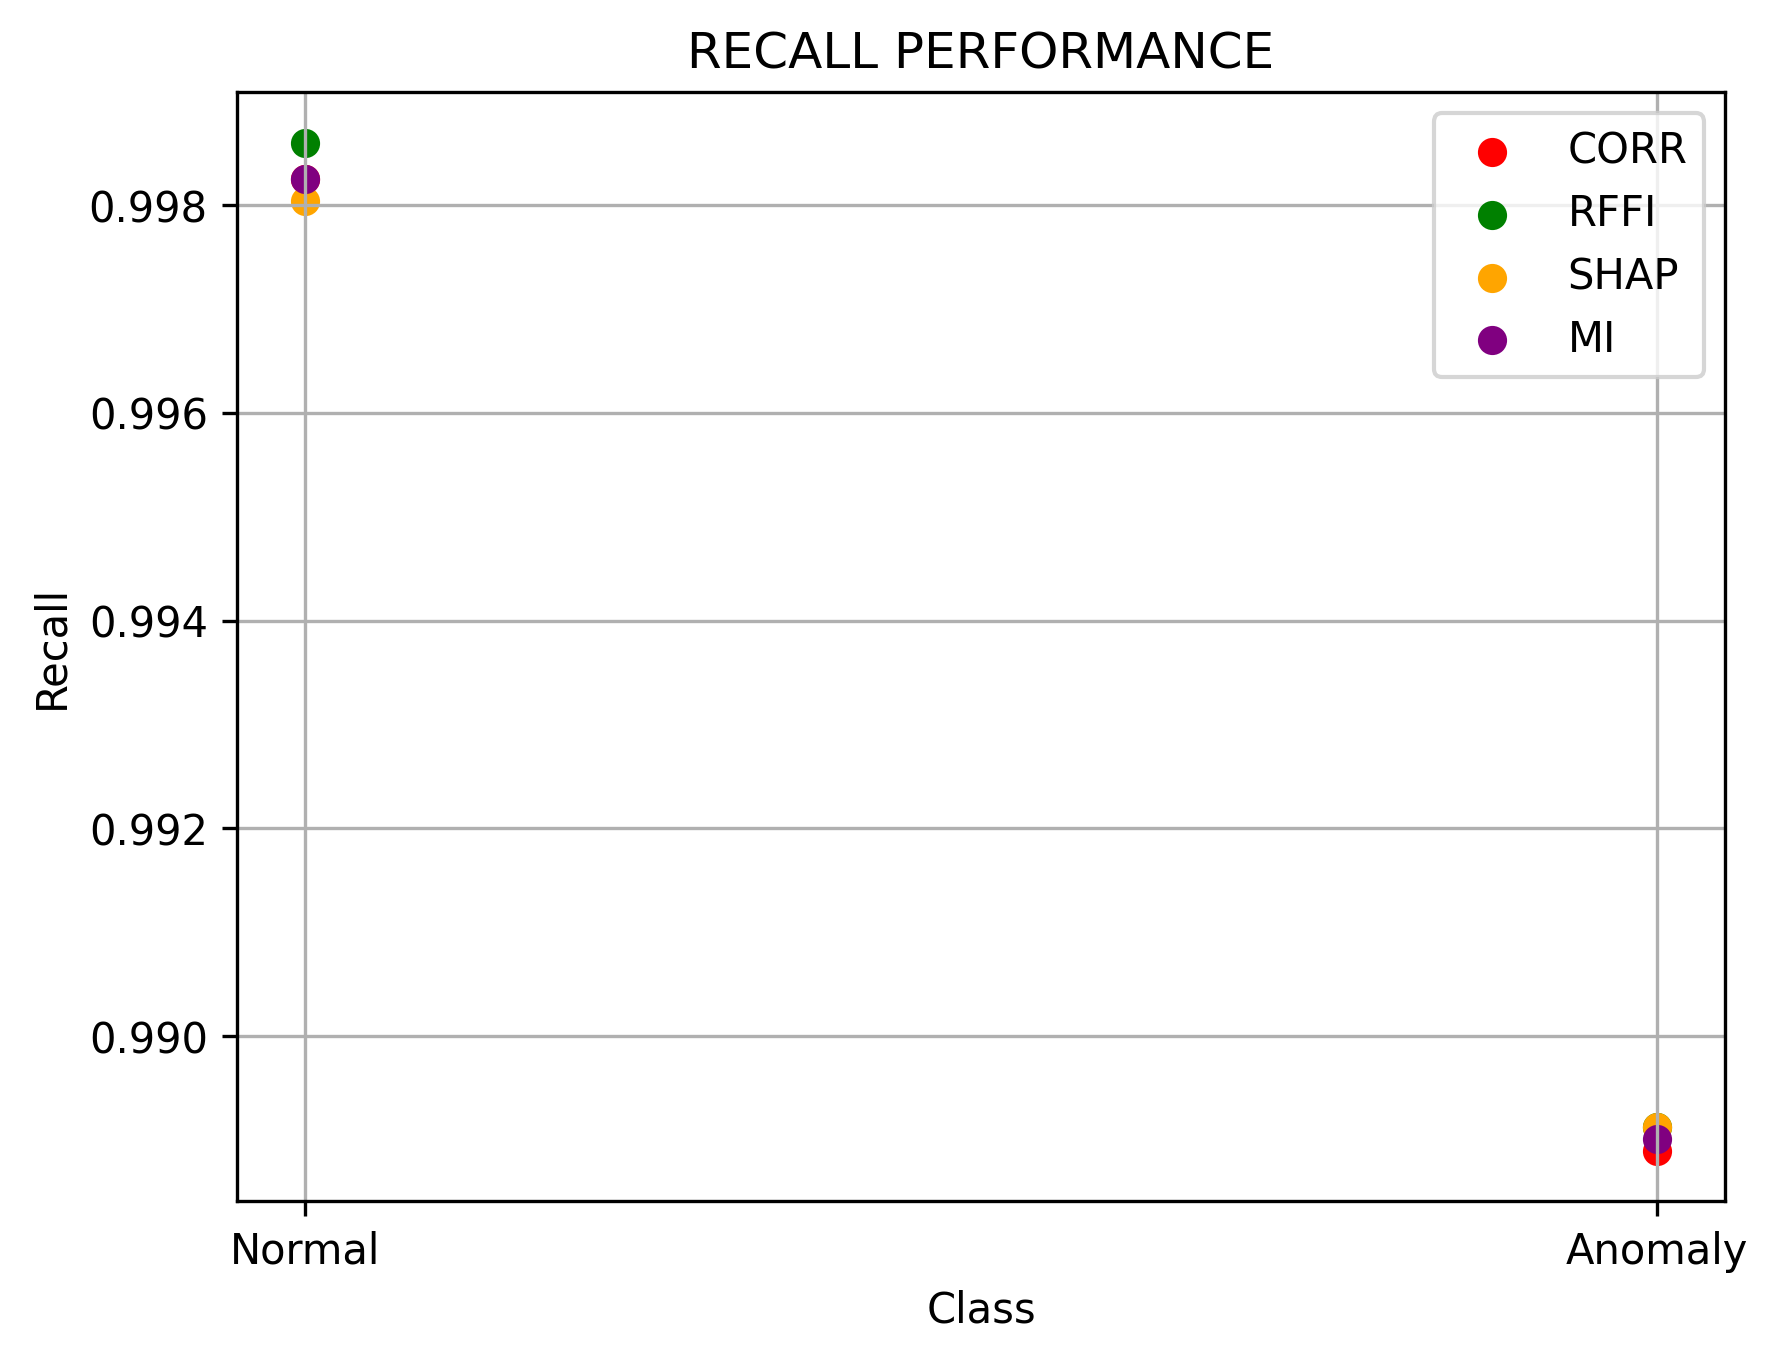 RECALL PERFORMANCE
CORR
RFFI
SHAP
MI
Recall
0.998
0.996
0.994
0.992
0.990
Normal
Anomaly
Class